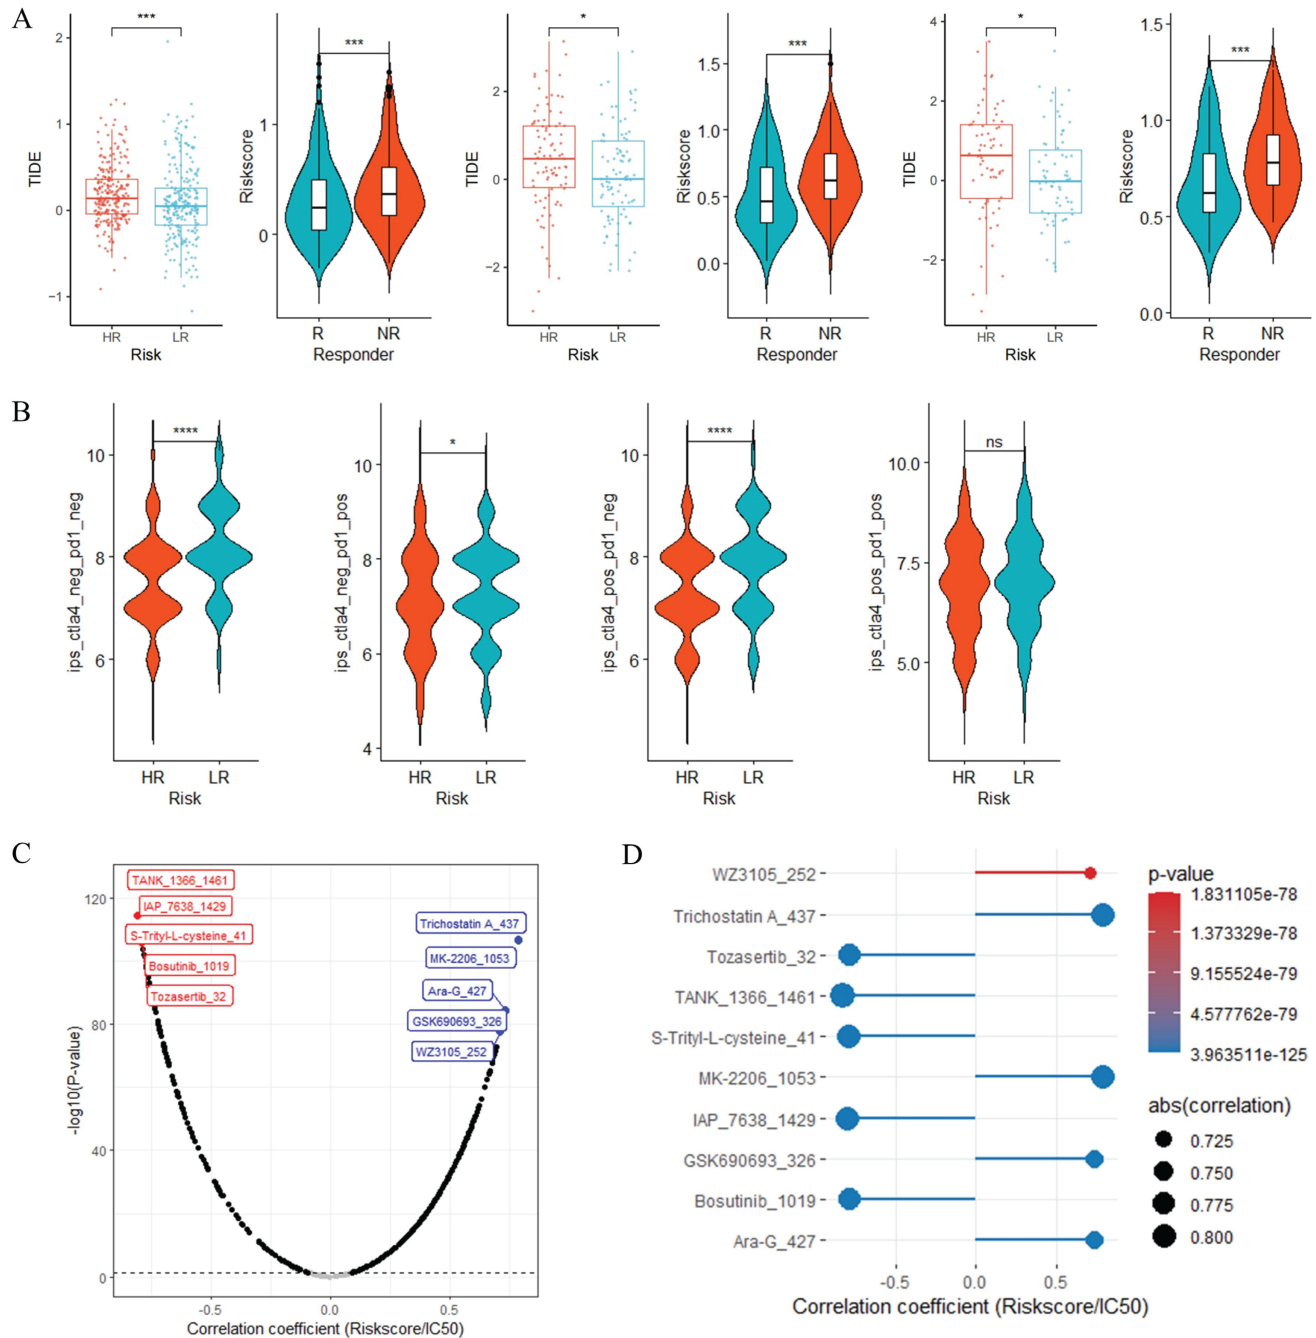 A
***
TIDE
2
1
0
−1
HR
LR
Risk
***
Riskscore
1
0
R
NR
Responder
*
TIDE
2
0
−2
HR
LR
Risk
***
Riskscore
1.5
1.0
0.5
0.0
R
NR
Responder
*
TIDE
4
2
0
−2
HR
LR
Risk
***
Riskscore
1.5
1.0
0.5
0.0
R
NR
Responder
B
****
ips_ctla4_neg_pd1_neg
10
8
6
HR
LR
Risk
*
ips_ctla4_neg_pd1_pos
10
8
6
4
HR
LR
Risk
****
ips_ctla4_pos_pd1_neg
10
8
6
HR
LR
Risk
ns
ips_ctla4_pos_pd1_pos
10.0
7.5
5.0
HR
LR
Risk
C
-log10(P-value)
120
80
40
0
TANK_1366_1461
IAP_7638_1429
S-Trityl-L-cysteine_41
Bosutinib_1019
Tozasertib_32
Trichostatin A_437
MK-2206_1053
Ara-G_427
GSK690693_326
WZ3105_252
-0.5
0.0
0.5
Correlation coefficient (Riskscore/IC50)
D
WZ3105_252
Trichostatin A_437
Tozasertib_32
TANK_1366_1461
S-Trityl-L-cysteine_41
MK-2206_1053
IAP_7638_1429
GSK690693_326
Bosutinib_1019
Ara-G_427
-0.5
0.0
0.5
Correlation coefficient (Riskscore/IC50)
p-value
1.831105e-78
1.373329e-78
9.155524e-79
4.577762e-79
3.963511e-125
abs(correlation)
0.725
0.750
0.775
0.800